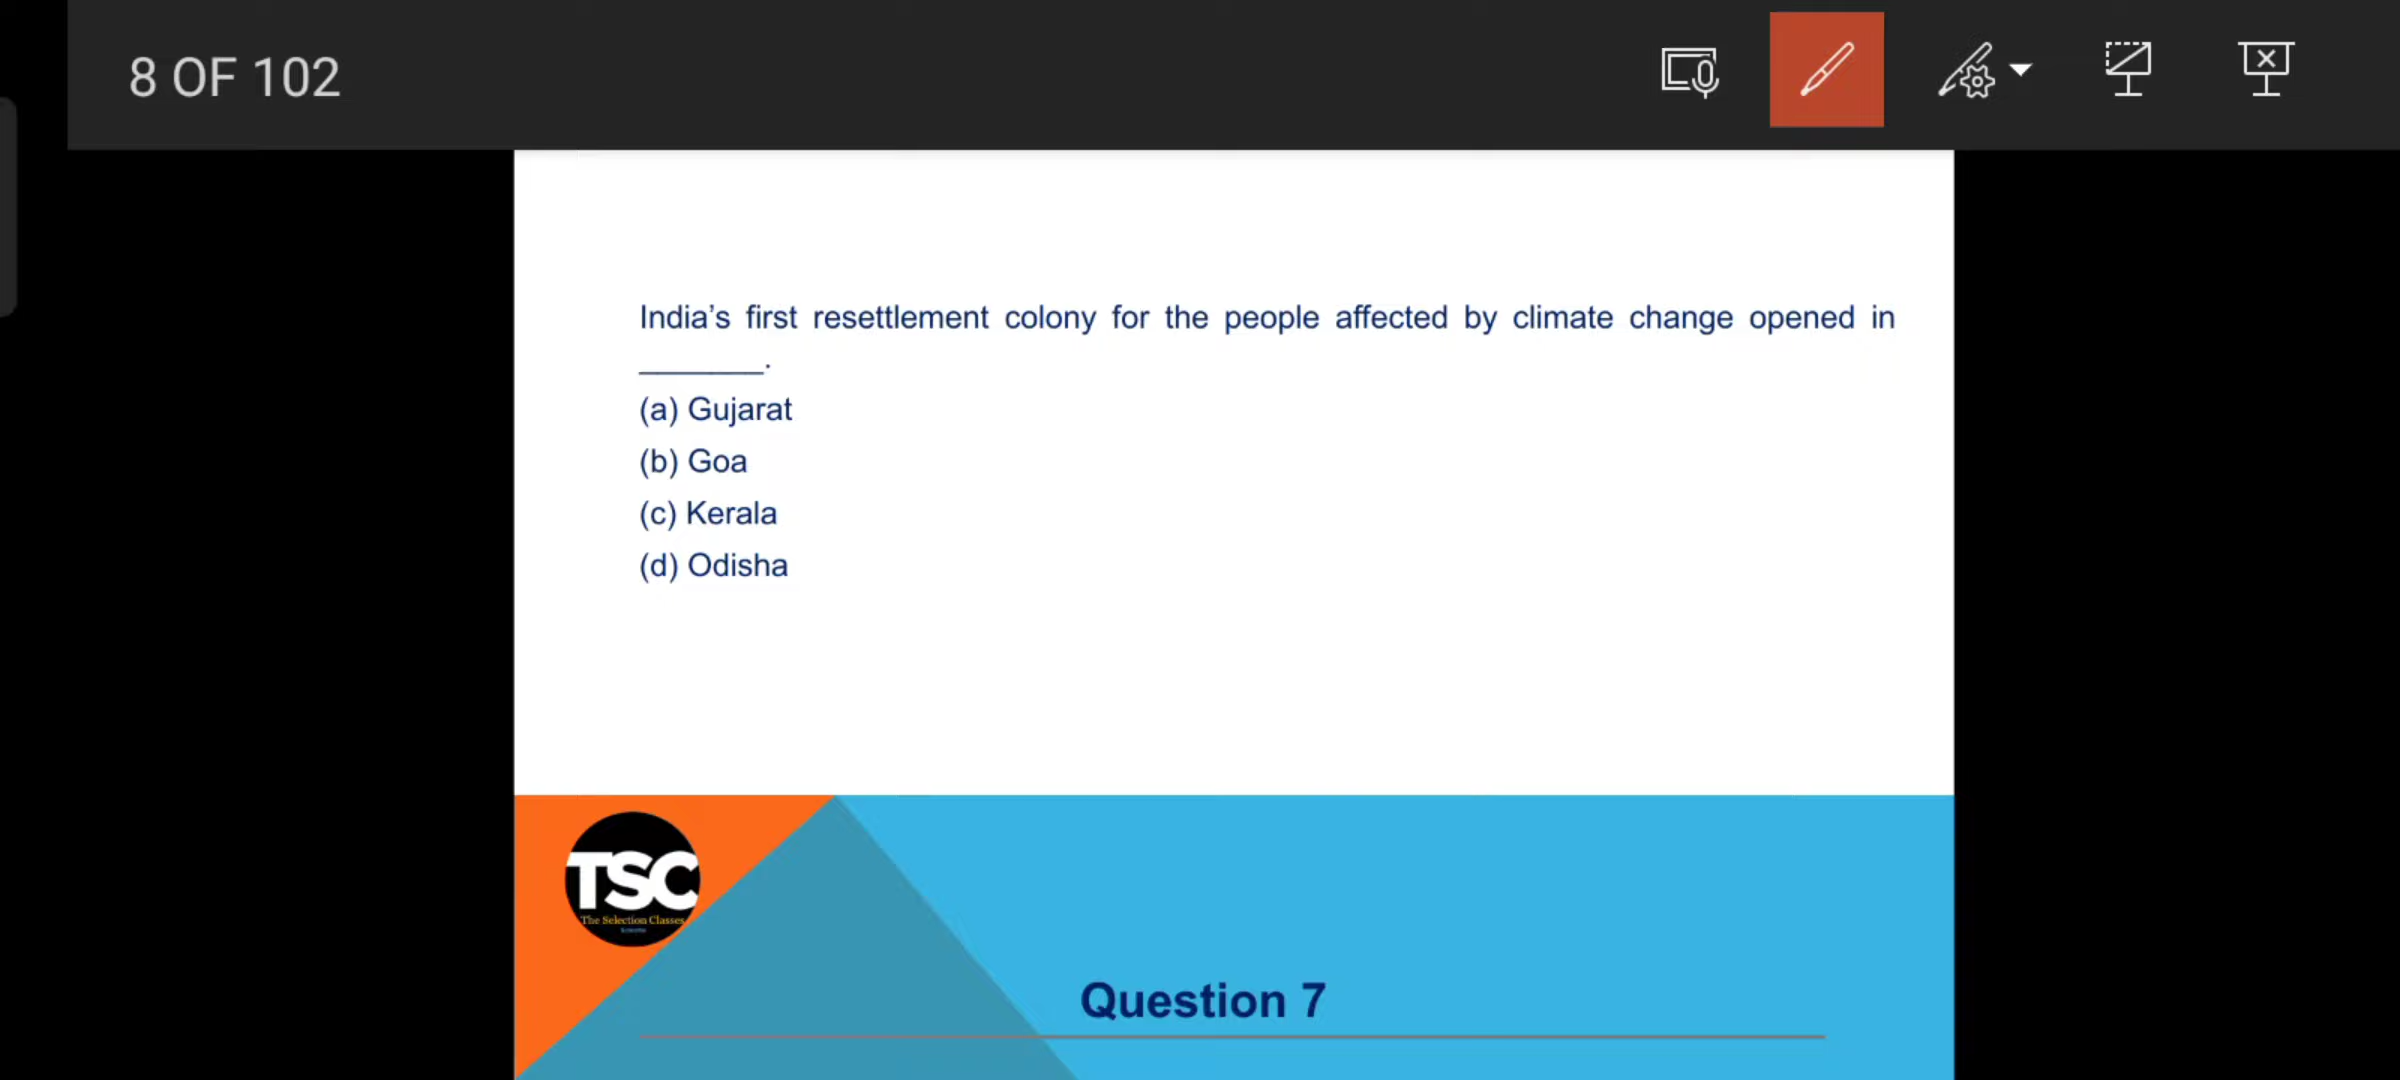 8 OF 102
India’s first resettlement colony for the people affected by climate change opened in
_______.
(a) Gujarat
(b) Goa
(c) Kerala
(d) Odisha
TSC
The Selection Classes
Question 7